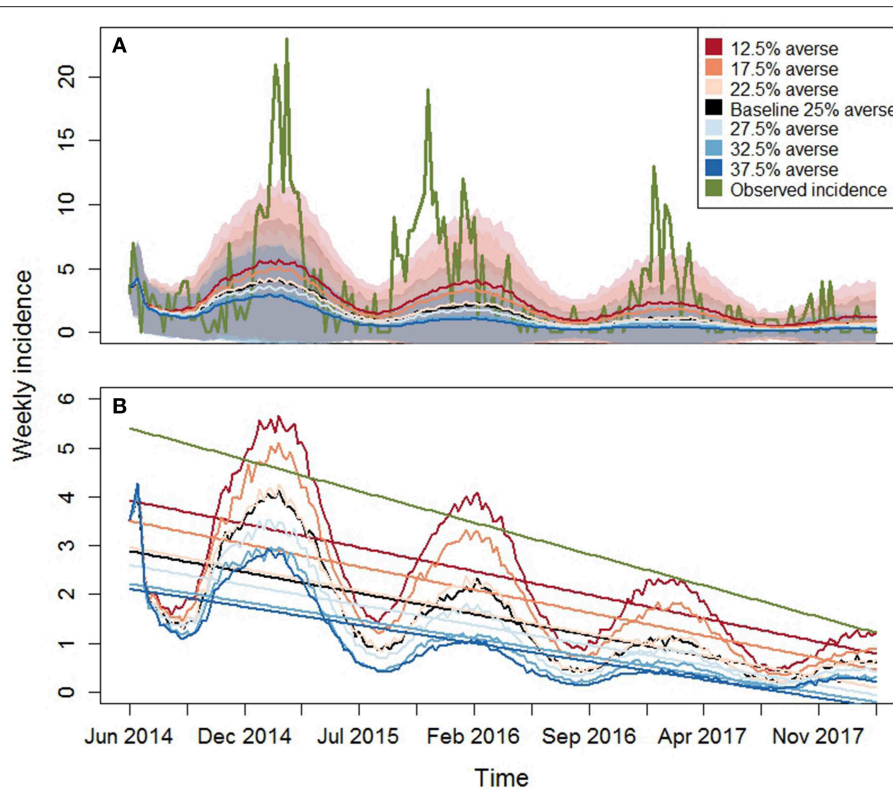 A
12.5% averse
17.5% averse
22.5% averse
Baseline 25% averse
27.5% averse
32.5% averse
37.5% averse
Observed incidence
20
15
10
5
0
Weekly incidence
B
6
5
4
3
2
1
0
Jun 2014 Dec 2014 Jul 2015 Feb 2016 Sep 2016 Apr 2017 Nov 2017
Time